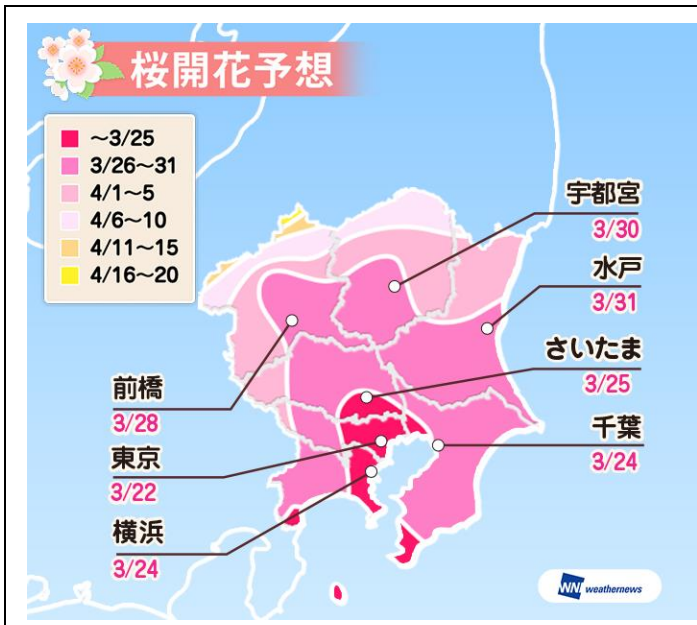 桜開花予想
～3/25
3/26～31
4/1～5
4/6～10
4/11～15
4/16～20
宇都宮
3/30
水戸
3/31
さいたま
3/25
千葉
3/24
前橋
3/28
東京
3/22
横浜
3/24
WNI weathernews